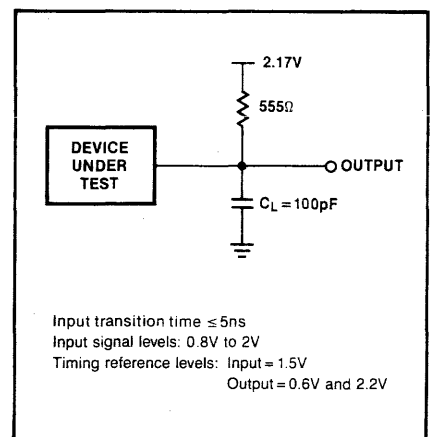 2.17V
555Ω
DEVICE
UNDER
TEST
OUTPUT
C_L = 100pF
Input transition time ≤5ns
Input signal levels: 0.8V to 2V
Timing reference levels: Input = 1.5V
Output = 0.6V and 2.2V